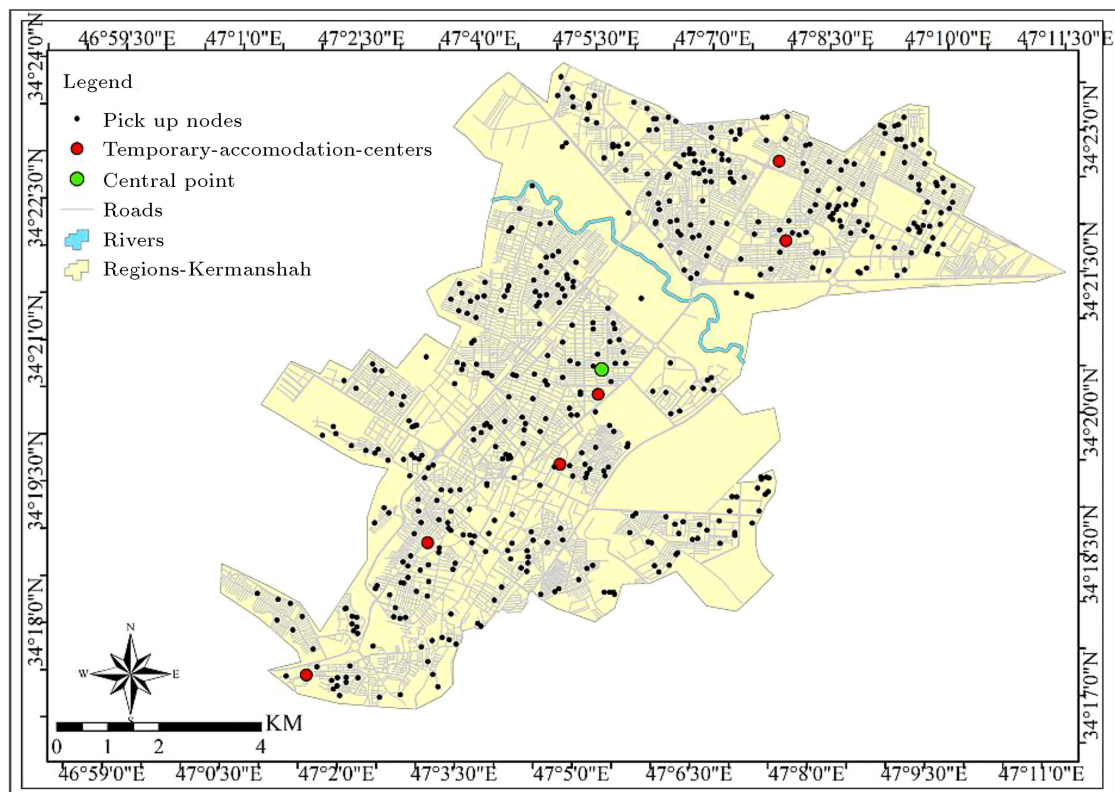 46°59'30"E 47°1'0"E 47°2'30"E 47°4'0"E 47°5'30"E 47°7'0"E 47°8'30"E 47°10'0"E 47°11'30"E
34°24'0"N
34°22'30"N
34°21'0"N
34°19'30"N
34°18'0"N
Legend
Pick up nodes
Temporary-accomodation-centers
Central point
Roads
Rivers
Regions-Kermanshah
34°23'0"N
34°21'30"N
34°20'0"N
34°18'30"N
34°17'0"N
N
W E
S
KM
0 1 2 4
46°59'0"E 47°0'30"E 47°2'0"E 47°3'30"E 47°5'0"E 47°6'30"E 47°8'0"E 47°9'30"E 47°11'0"E